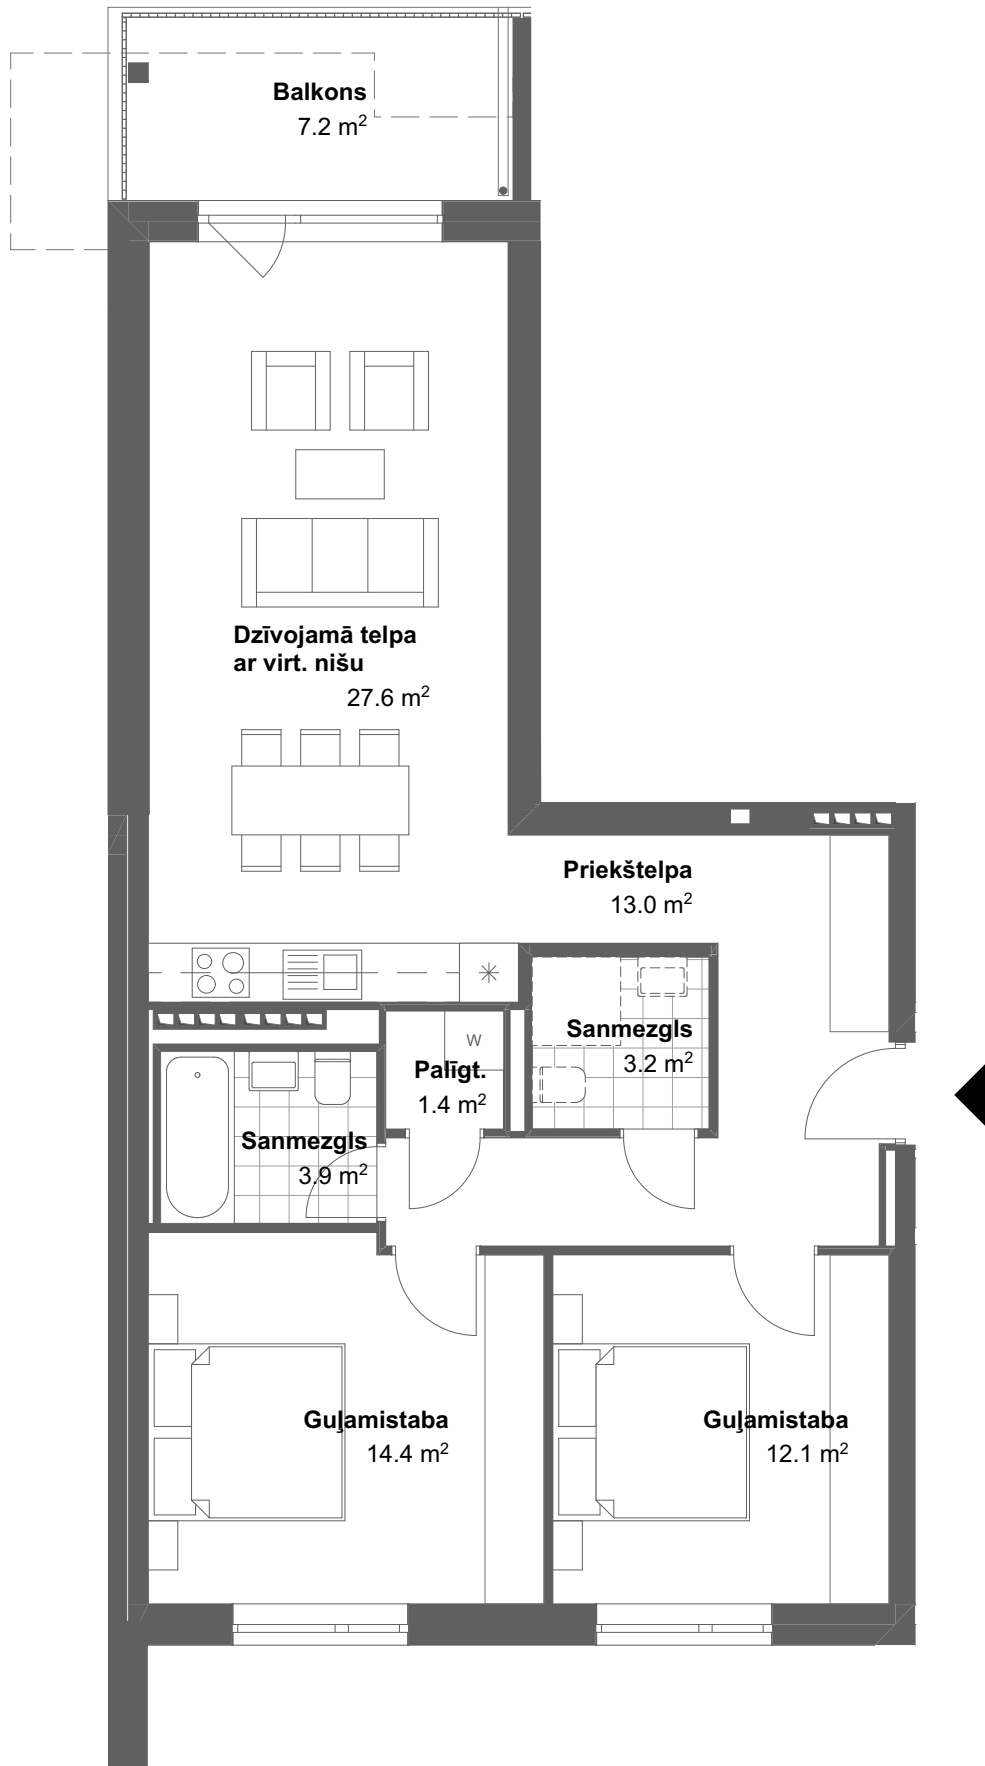 Balkons
7.2 m²
Dzīvojamā telpa
ar virt. nišu
27.6 m²
Priekštelpa
13.0 m²
Sanmezgls
3.2 m²
W
Palīgt.
1.4 m²
Sanmezgls
3.9 m²
Guļamistaba
14.4 m²
Guļamistaba
12.1 m²